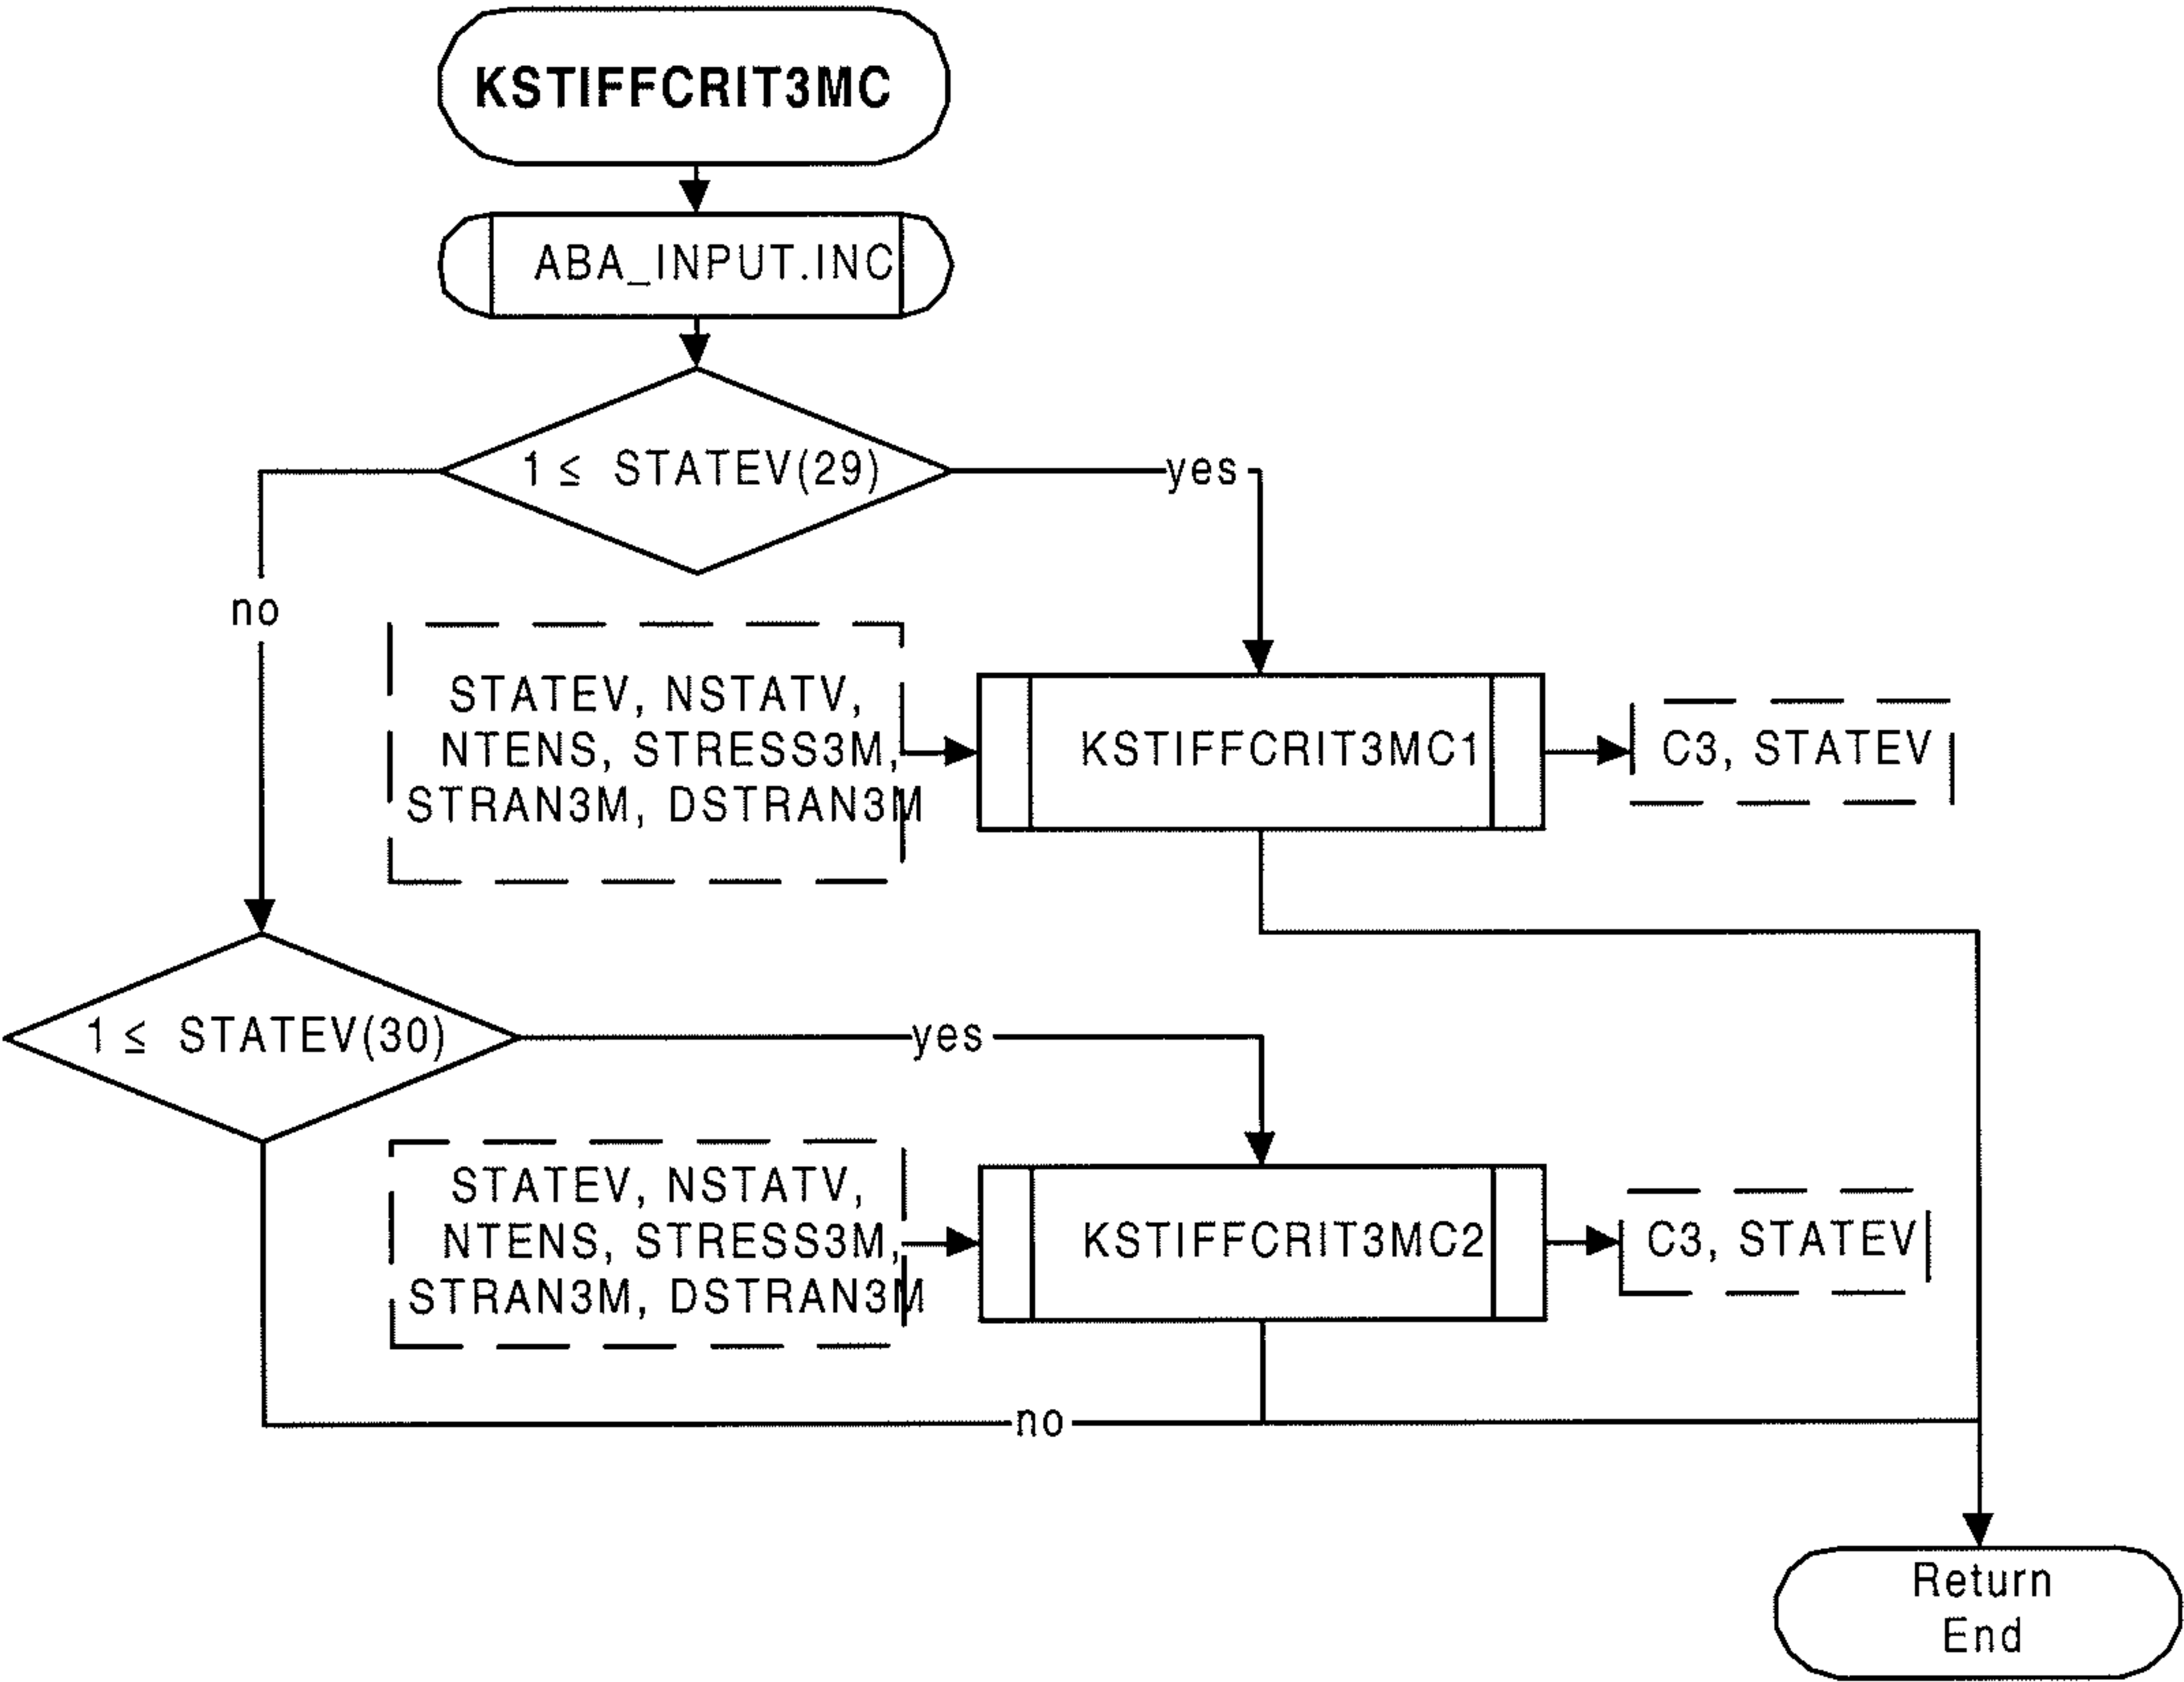 KSTIFFCRIT3MC
ABA_INPUT.INC
1 ≤ STATEV(29)
yes
no
STATEV, NSTATV,
NTENS, STRESS3M,
STRAN3M, DSTRAN3M
KSTIFFCRIT3MC1
C3, STATEV
1 ≤ STATEV(30)
yes
STATEV, NSTATV,
NTENS, STRESS3M,
STRAN3M, DSTRAN3M
KSTIFFCRIT3MC2
C3, STATEV
no
Return
End